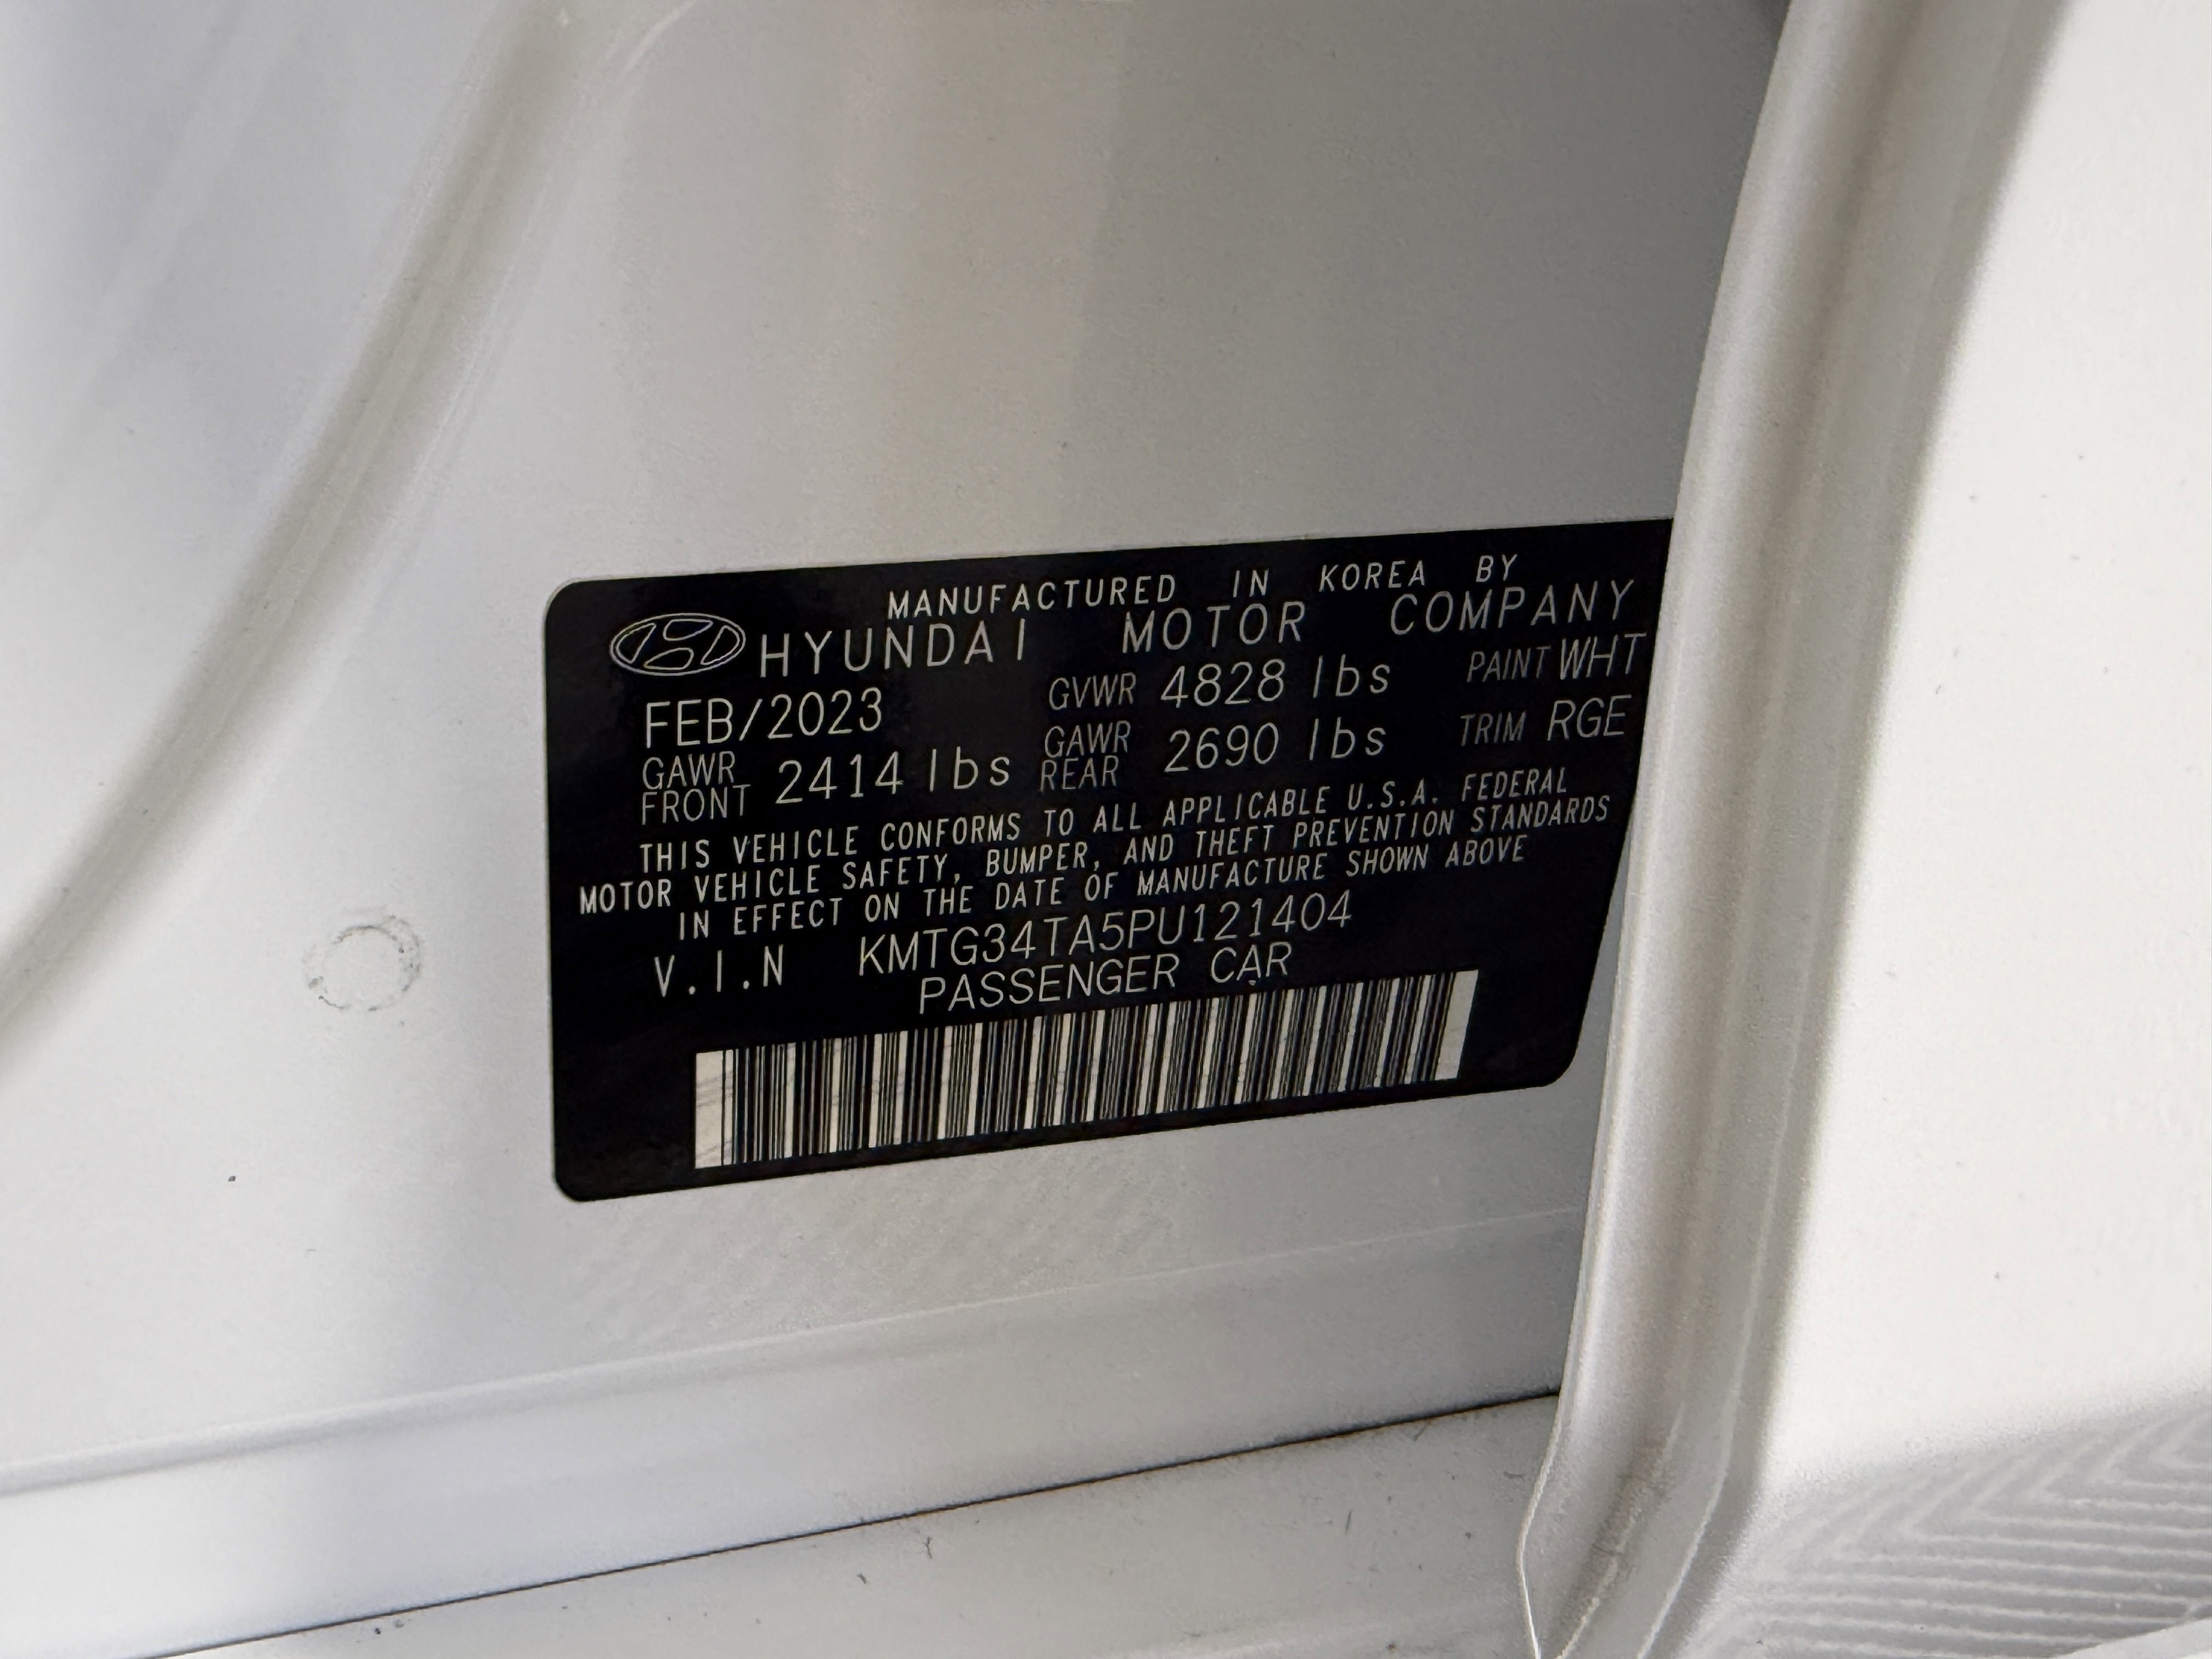 MANUFACTURED IN KOREA BY
HYUNDAI MOTOR COMPANY
FEB/2023 GVWR 4828 lbs PAINT WHT
GAWR FRONT 2414 lbs GAWR REAR 2690 lbs TRIM RGE
THIS VEHICLE CONFORMS TO ALL APPLICABLE U.S.A. FEDERAL
MOTOR VEHICLE SAFETY, BUMPER, AND THEFT PREVENTION STANDARDS
IN EFFECT ON THE DATE OF MANUFACTURE SHOWN ABOVE
V.I.N KMTG34TA5PU121404
PASSENGER CAR